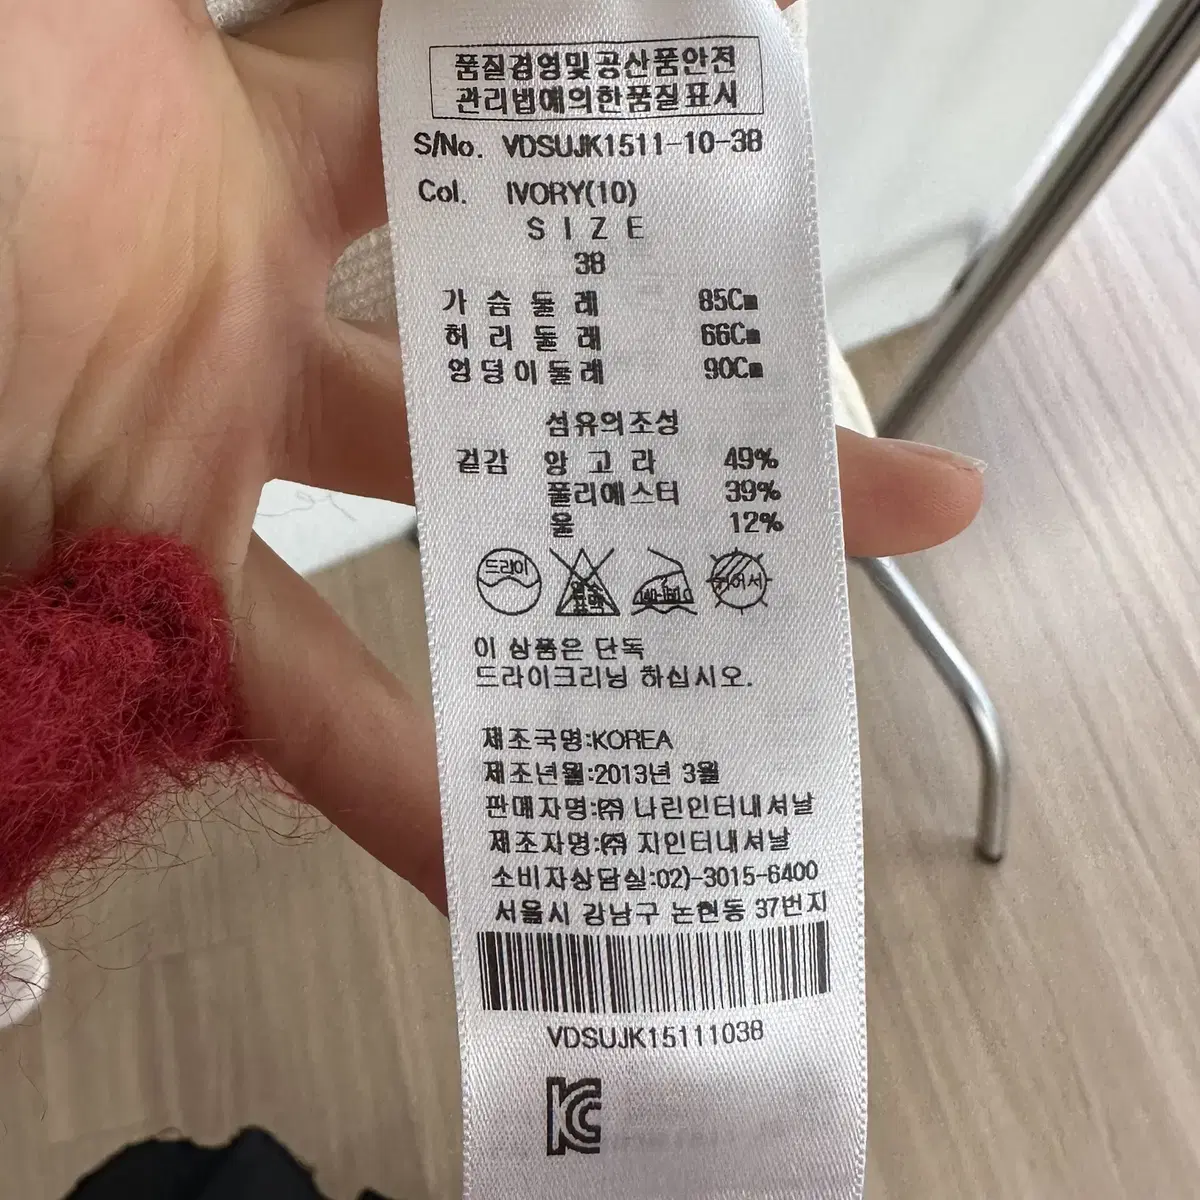 품질경영및공산품안전
관리법에의한품질표시
S/No. VDSUJK1511-10-38
Col. IVORY(10)
SIZE
38
가슴둘레 85Cm
허리둘레 66Cm
엉덩이둘레 90Cm
섬유의조성
겉감 앙고라 49%
폴리에스터 39%
울 12%
드라이
이 상품은 단독
드라이크리닝 하십시오.
제조국명:KOREA
제조년월:2013년 3월
판매자명:㈜ 나린인터내셔날
제조자명:㈜ 지인터내셔날
소비자상담실:02)-3015-6400
서울시 강남구 논현동 37번지
VDSUJK15111038
KC